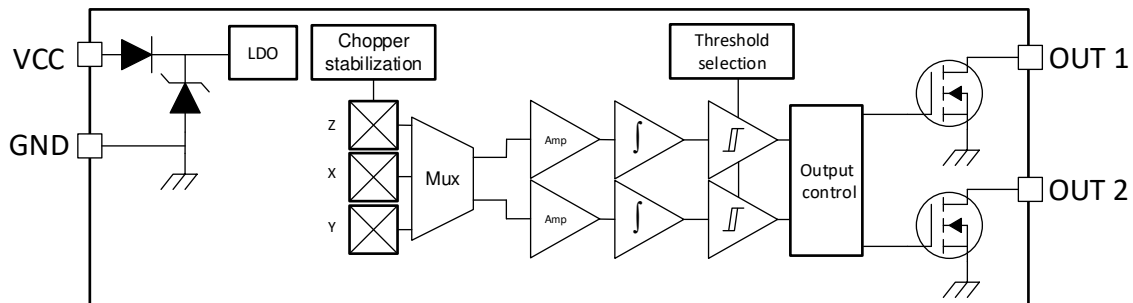 VCC
GND
LDO
Chopper
stabilization
Z
X
Y
Mux
Amp
∫
Amp
∫
Threshold
selection
Output
control
OUT 1
OUT 2